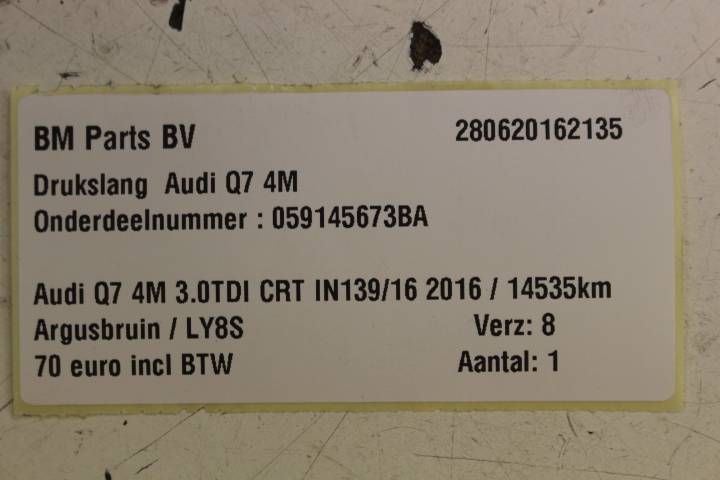 BM Parts BV 280620162135
Drukslang Audi Q7 4M
Onderdeelnummer : 059145673BA
Audi Q7 4M 3.0TDI CRT IN139/16 2016 / 14535km
Argusbruin / LY8S Verz: 8
70 euro incl BTW Aantal: 1